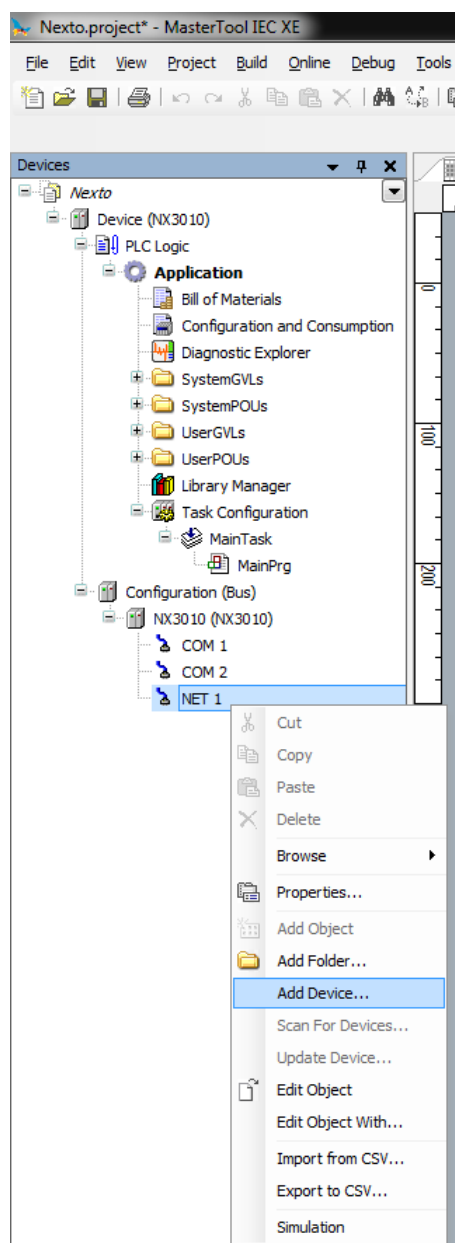 Nexto.project* - MasterTool IEC XE
File Edit View Project Build Online Debug Tools
Devices
Nexto
Device (NX3010)
PLC Logic
Application
Bill of Materials
Configuration and Consumption
Diagnostic Explorer
SystemGVLs
SystemPOUs
UserGVLs
UserPOUs
Library Manager
Task Configuration
MainTask
MainPrg
Configuration (Bus)
NX3010 (NX3010)
COM 1
COM 2
NET 1
0
100
200
Cut
Copy
Paste
Delete
Browse
Properties...
Add Object
Add Folder...
Add Device...
Scan For Devices...
Update Device...
Edit Object
Edit Object With...
Import from CSV...
Export to CSV...
Simulation